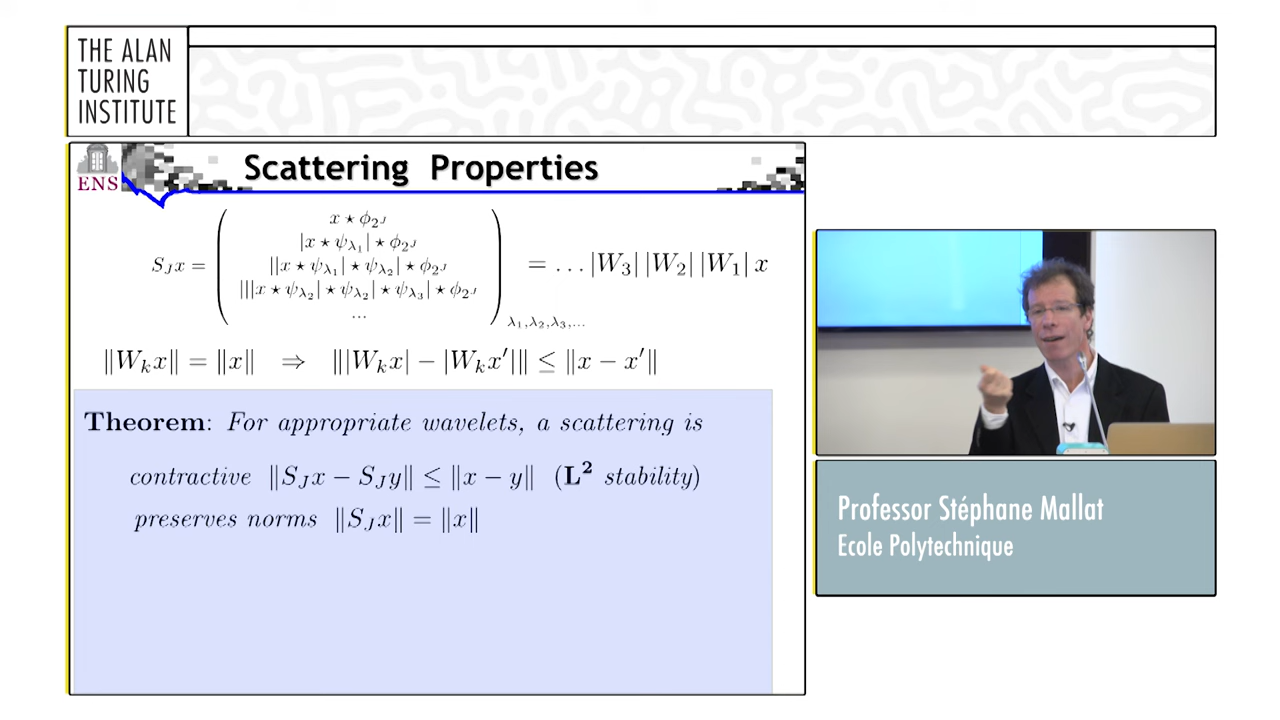 THE ALAN
TURING
INSTITUTE
ENS
Scattering Properties
S_J x = ( x ⋆ ϕ_{2^J}
|x ⋆ ψ_{λ_1}| ⋆ ϕ_{2^J}
||x ⋆ ψ_{λ_1}| ⋆ ψ_{λ_2}| ⋆ ϕ_{2^J}
|||x ⋆ ψ_{λ_2}| ⋆ ψ_{λ_2}| ⋆ ψ_{λ_3}| ⋆ ϕ_{2^J}
... )_{λ_1,λ_2,λ_3,...} = ... |W_3| |W_2| |W_1| x
‖W_k x‖ = ‖x‖ ⇒ ‖|W_k x| − |W_k x′|‖ ≤ ‖x − x′‖
Theorem: For appropriate wavelets, a scattering is
contractive ‖S_J x − S_J y‖ ≤ ‖x − y‖ (L² stability)
preserves norms ‖S_J x‖ = ‖x‖
Professor Stéphane Mallat
Ecole Polytechnique